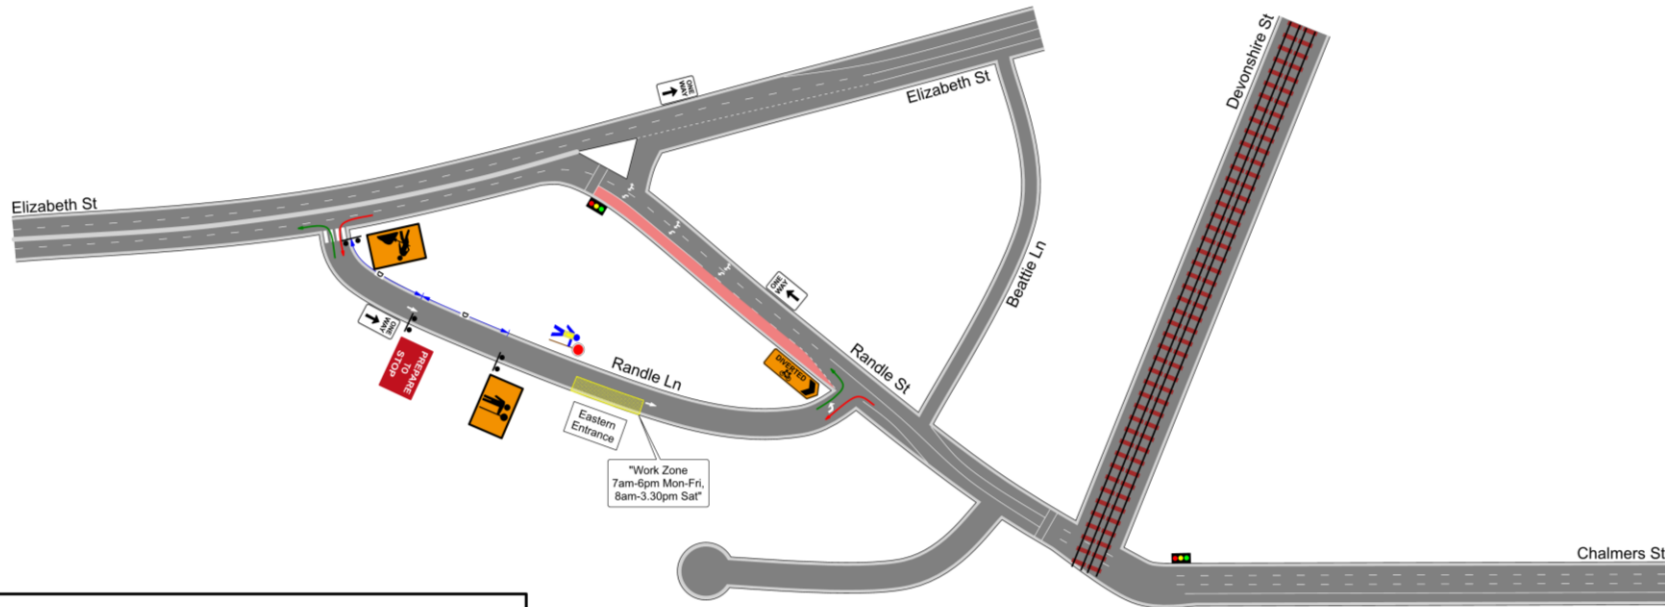 Elizabeth St
ONE
WAY
Elizabeth St
Devonshire St
Beattie Ln
ONE
WAY
Randle St
DIVERTED
Randle Ln
ONE
WAY
D
D
PREPARE
TO
STOP
Eastern
Entrance
"Work Zone
7am-6pm Mon-Fri,
8am-3.30pm Sat"
Chalmers St